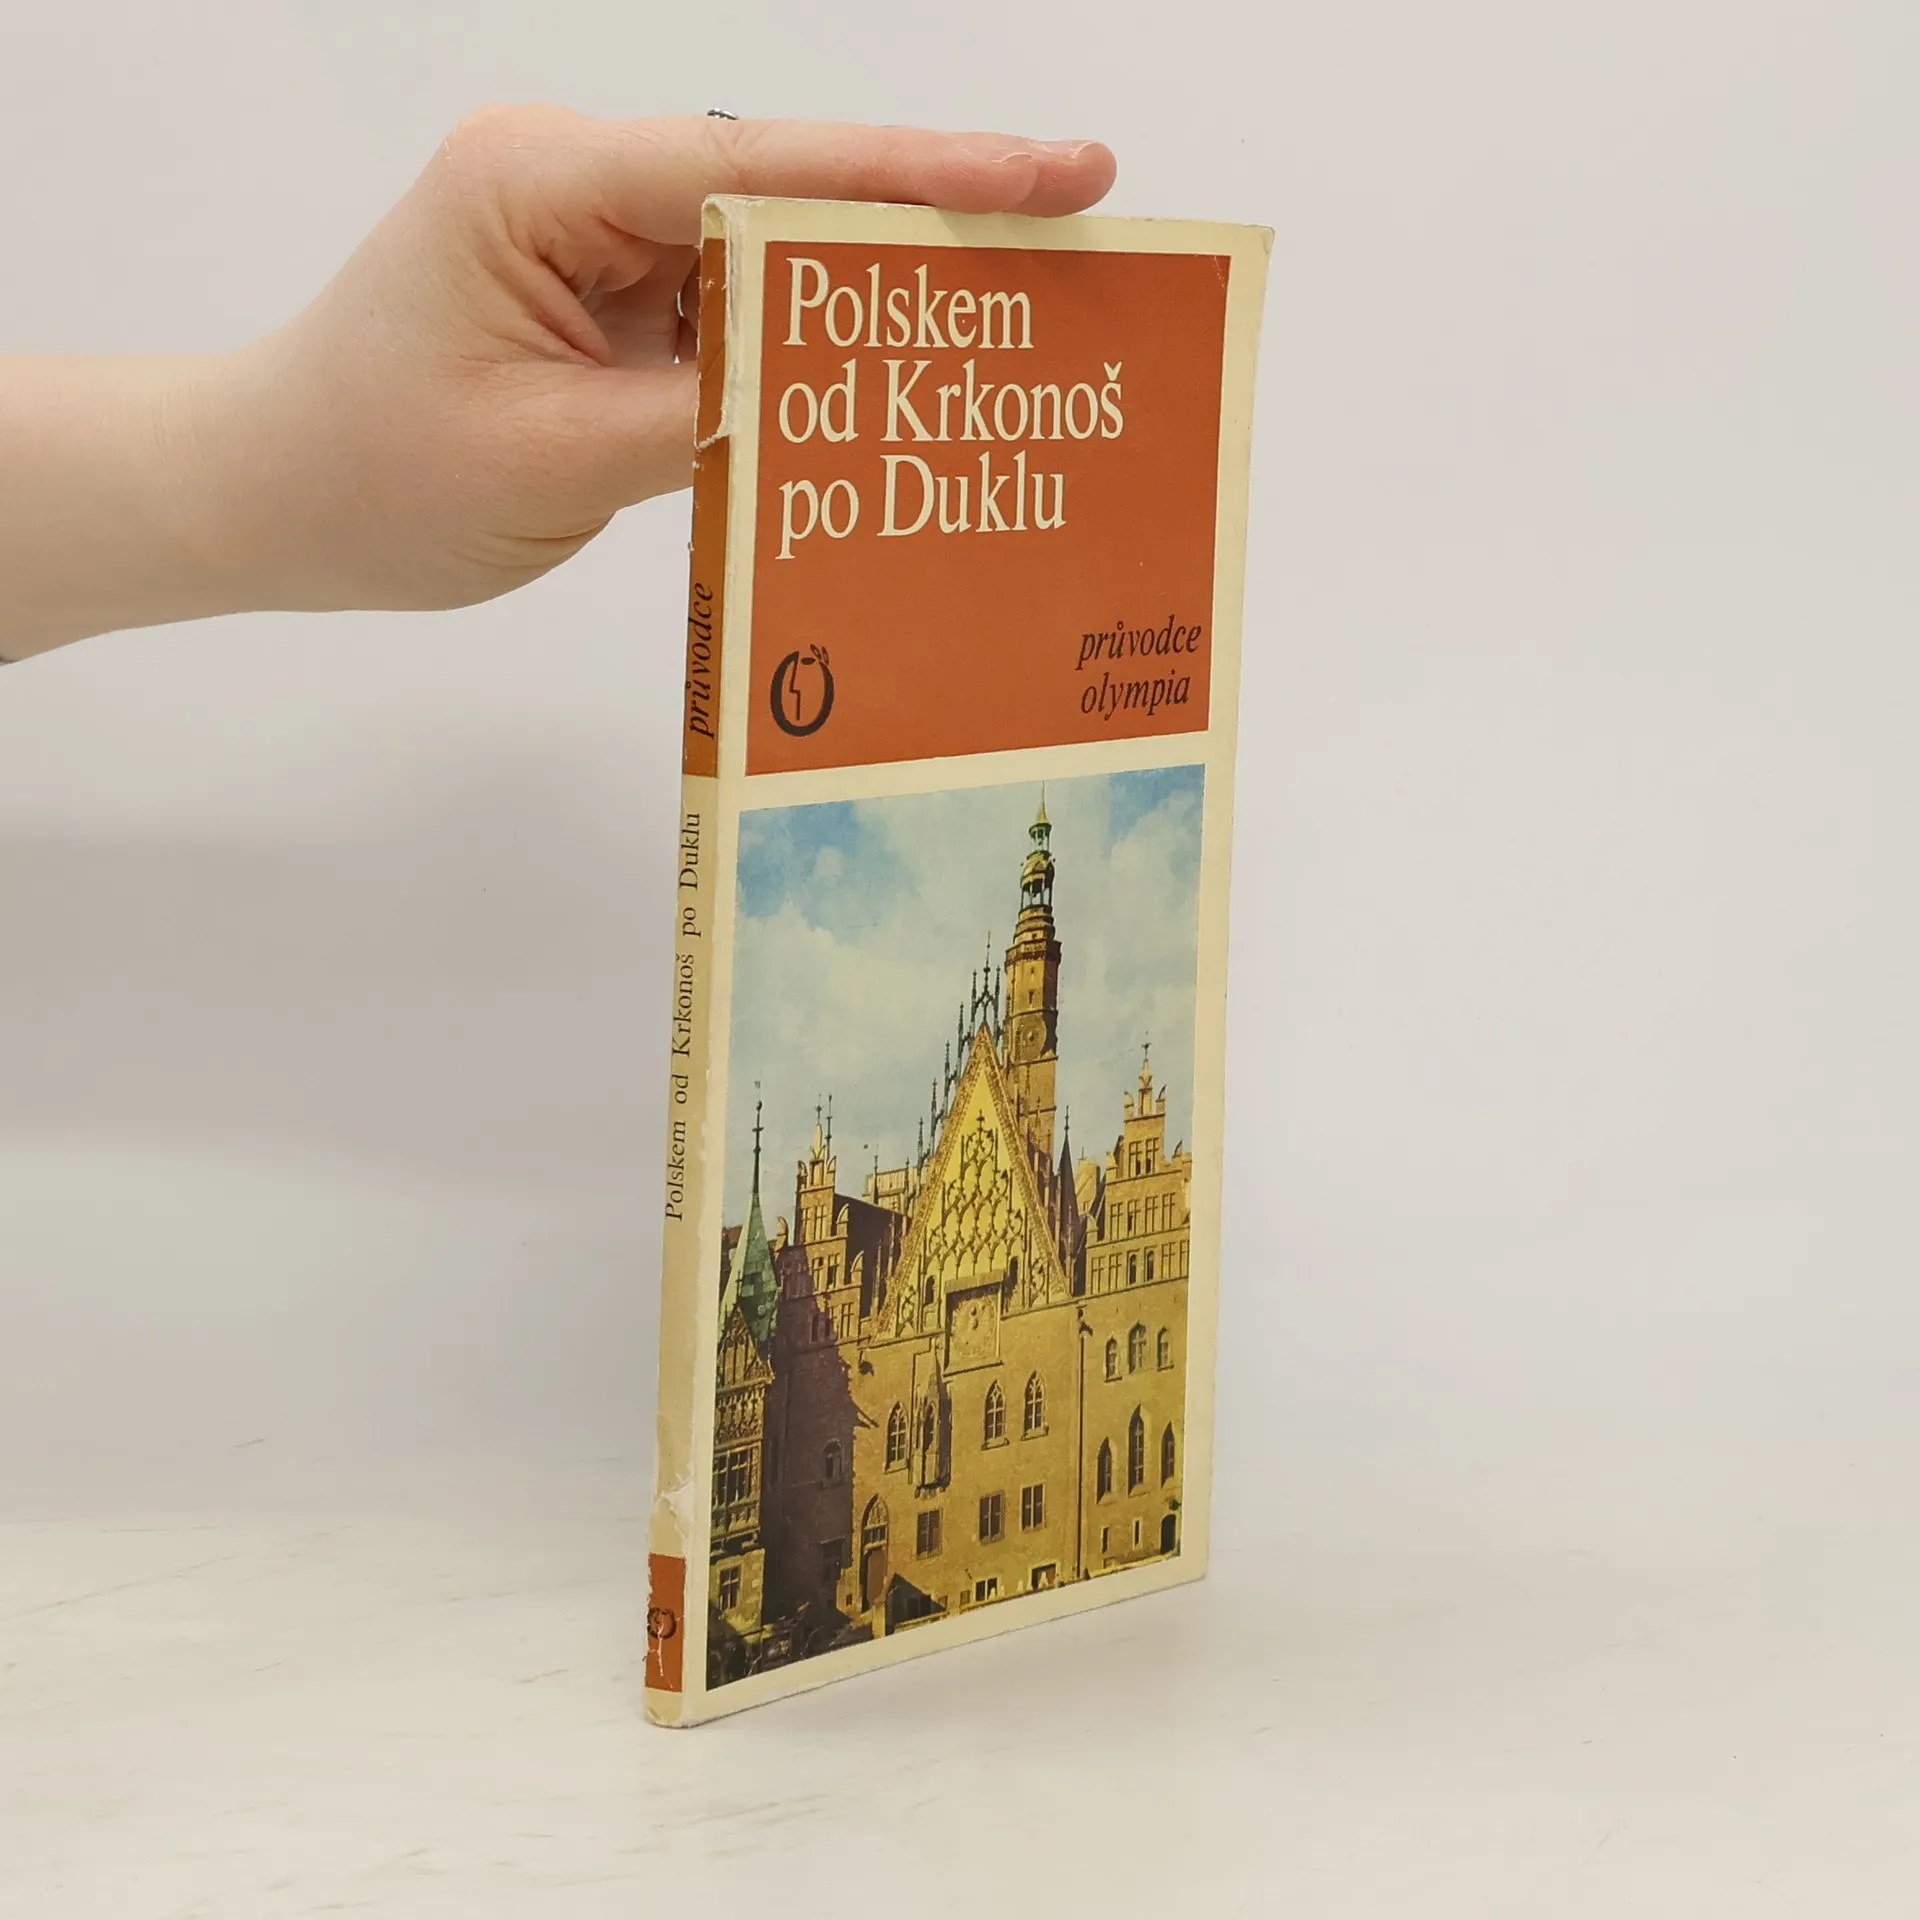 Polskem
od Krkonoš
po Duklu
průvodce
olympia
Polskem od Krkonoš po Duklu
průvodce